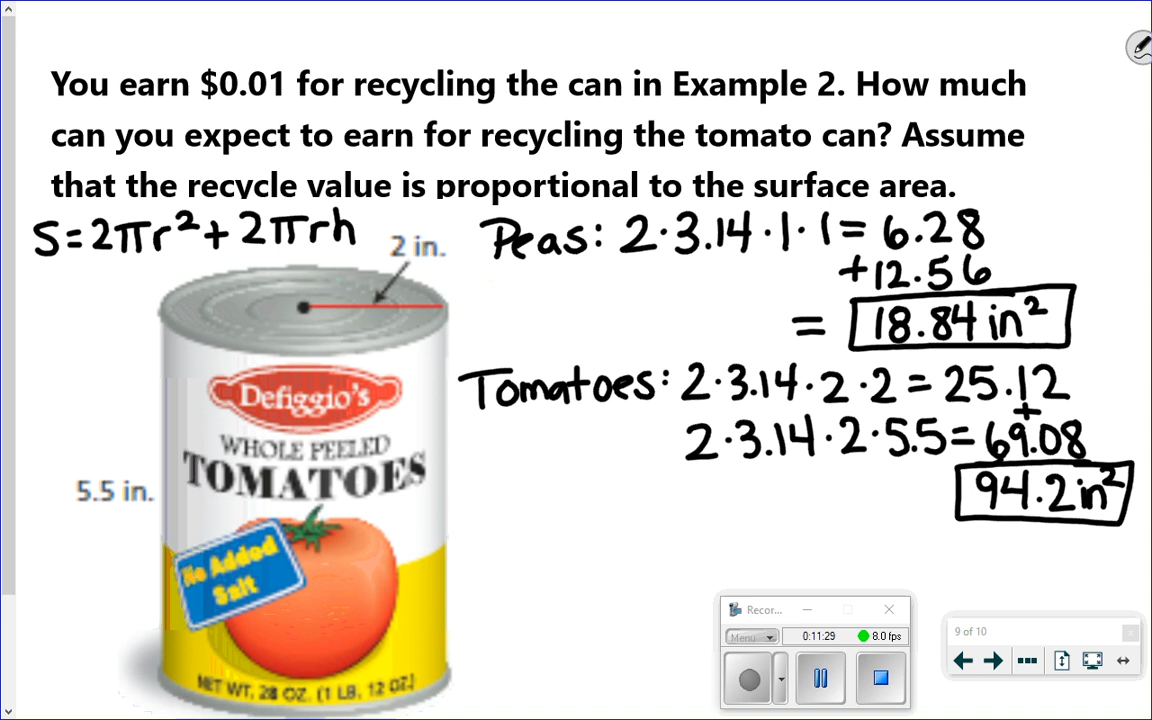 You earn $0.01 for recycling the can in Example 2. How much
can you expect to earn for recycling the tomato can? Assume
that the recycle value is proportional to the surface area.
S=2πr²+2πrh
2 in.
Peas: 2·3.14·1·1=6.28
+12.56
= 18.84 in²
Tomatoes: 2·3.14·2·2=25.12
+
2·3.14·2·5.5=69.08
94.2in²
Defiggio's
WHOLE PEELED
TOMATOES
5.5 in.
No Added
Salt
NET WT. 28 OZ. (1 LB. 12 OZ.)
Recor...
Menu
0:11:29
8.0 fps
9 of 10